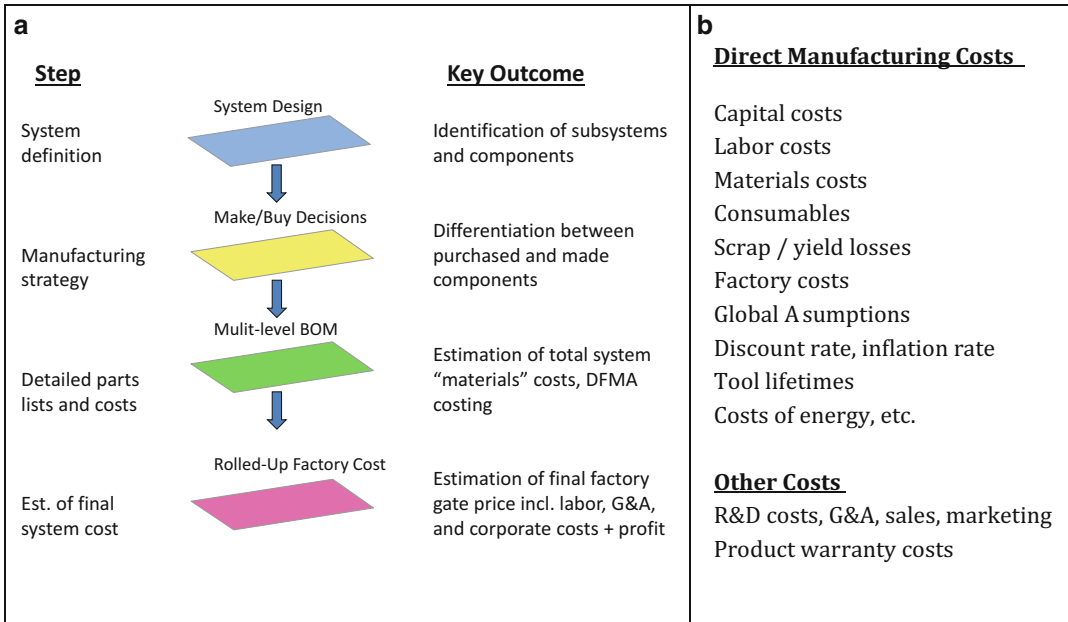 a
Step
Key Outcome
System Design
System
definition
Identification of subsystems
and components
Make/Buy Decisions
Manufacturing
strategy
Differentiation between
purchased and made
components
Mulit-level BOM
Detailed parts
lists and costs
Estimation of total system
“materials” costs, DFMA
costing
Rolled-Up Factory Cost
Est. of final
system cost
Estimation of final factory
gate price incl. labor, G&A,
and corporate costs + profit
b
Direct Manufacturing Costs
Capital costs
Labor costs
Materials costs
Consumables
Scrap / yield losses
Factory costs
Global A sumptions
Discount rate, inflation rate
Tool lifetimes
Costs of energy, etc.
Other Costs
R&D costs, G&A, sales, marketing
Product warranty costs